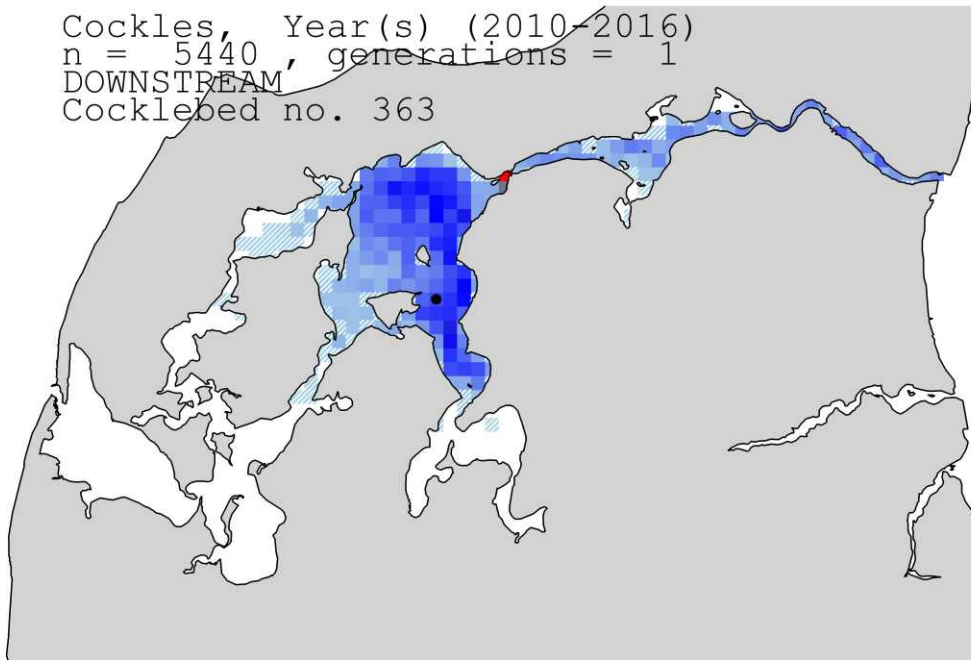 Cockles, Year(s) (2010-2016)
n = 5440 , generations = 1
DOWNSTREAM
Cocklebed no. 363